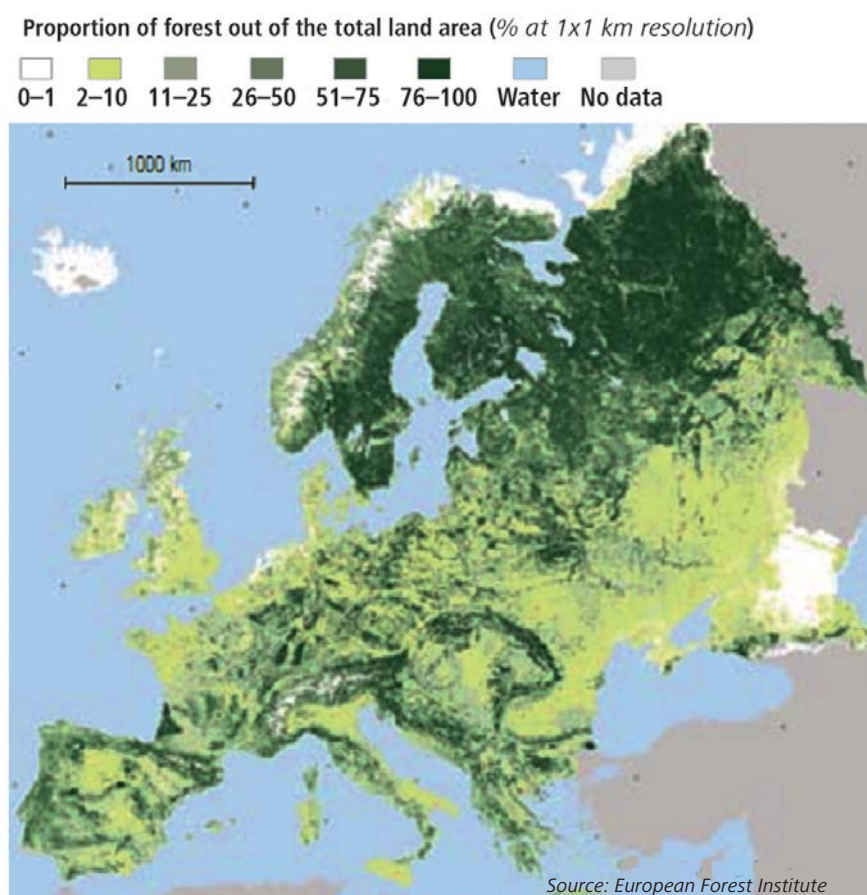 Proportion of forest out of the total land area (% at 1x1 km resolution)
0–1 2–10 11–25 26–50 51–75 76–100 Water No data
1000 km
Source: European Forest Institute